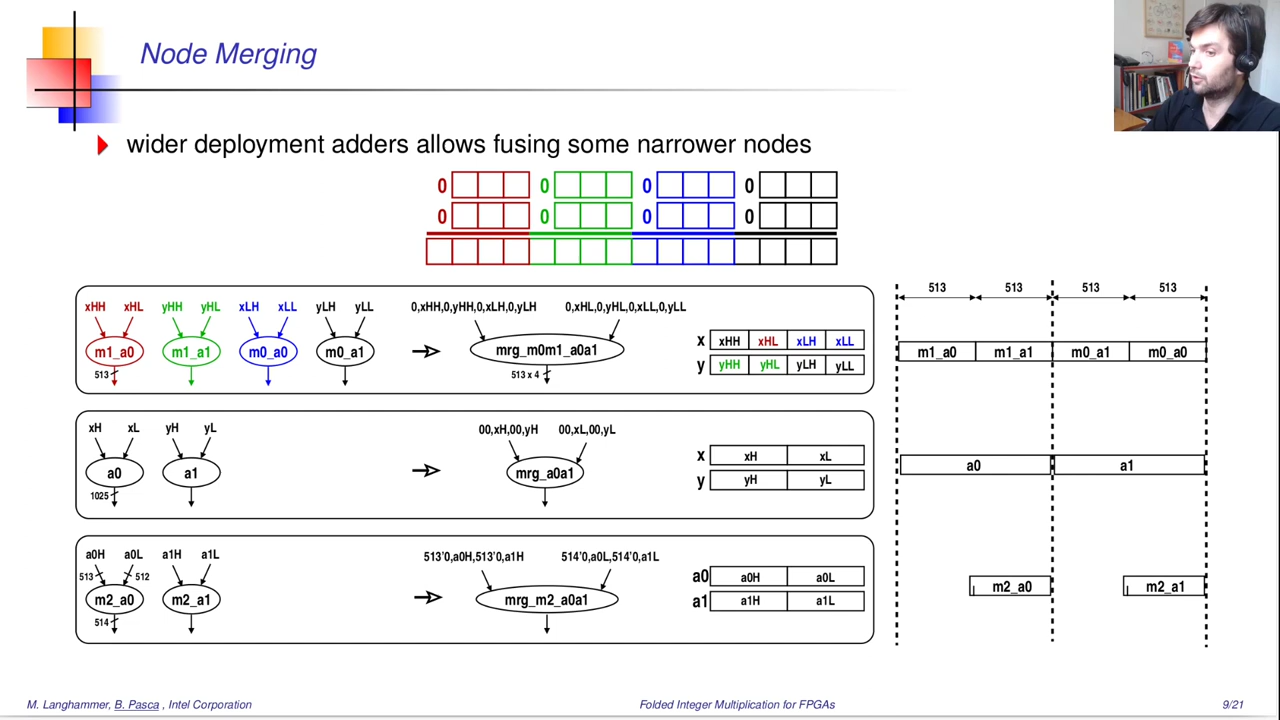 Node Merging
wider deployment adders allows fusing some narrower nodes
0 0 0 0
0 0 0 0
xHH xHL yHH yHL xLH xLL yLH yLL
m1_a0 m1_a1 m0_a0 m0_a1
513
0,xHH,0,yHH,0,xLH,0,yLH 0,xHL,0,yHL,0,xLL,0,yLL
mrg_m0m1_a0a1
513 x 4
x xHH xHL xLH xLL
y yHH yHL yLH yLL
513 513 513 513
m1_a0 m1_a1 m0_a1 m0_a0
xH xL yH yL
a0 a1
1025
00,xH,00,yH 00,xL,00,yL
mrg_a0a1
x xH xL
y yH yL
a0 a1
a0H a0L a1H a1L
513 512
m2_a0 m2_a1
514
513'0,a0H,513'0,a1H 514'0,a0L,514'0,a1L
mrg_m2_a0a1
a0 a0H a0L
a1 a1H a1L
m2_a0 m2_a1
M. Langhammer, B. Pasca , Intel Corporation Folded Integer Multiplication for FPGAs 9/21